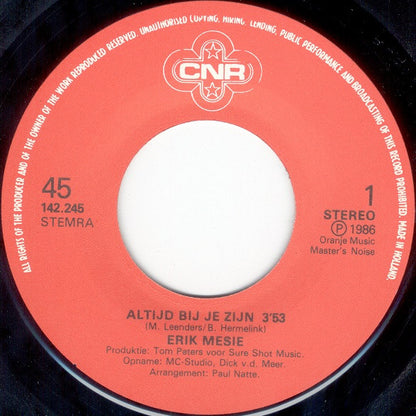 ALL RIGHTS OF THE PRODUCER AND OF THE OWNER OF THE WORK REPRODUCED RESERVED. UNAUTHORISED COPYING, HIRING, LENDING, PUBLIC PERFORMANCE AND BROADCASTING OF THIS RECORD PROHIBITED. MADE IN HOLLAND.
CNR
45
142.245
STEMRA
1
STEREO
Ⓟ 1986
Oranje Music
Master's Noise
ALTIJD BIJ JE ZIJN 3'53
(M. Leenders/B. Hermelink)
ERIK MESIE
Produktie: Tom Peters voor Sure Shot Music.
Opname: MC-Studio, Dick v.d. Meer.
Arrangement: Paul Natte.